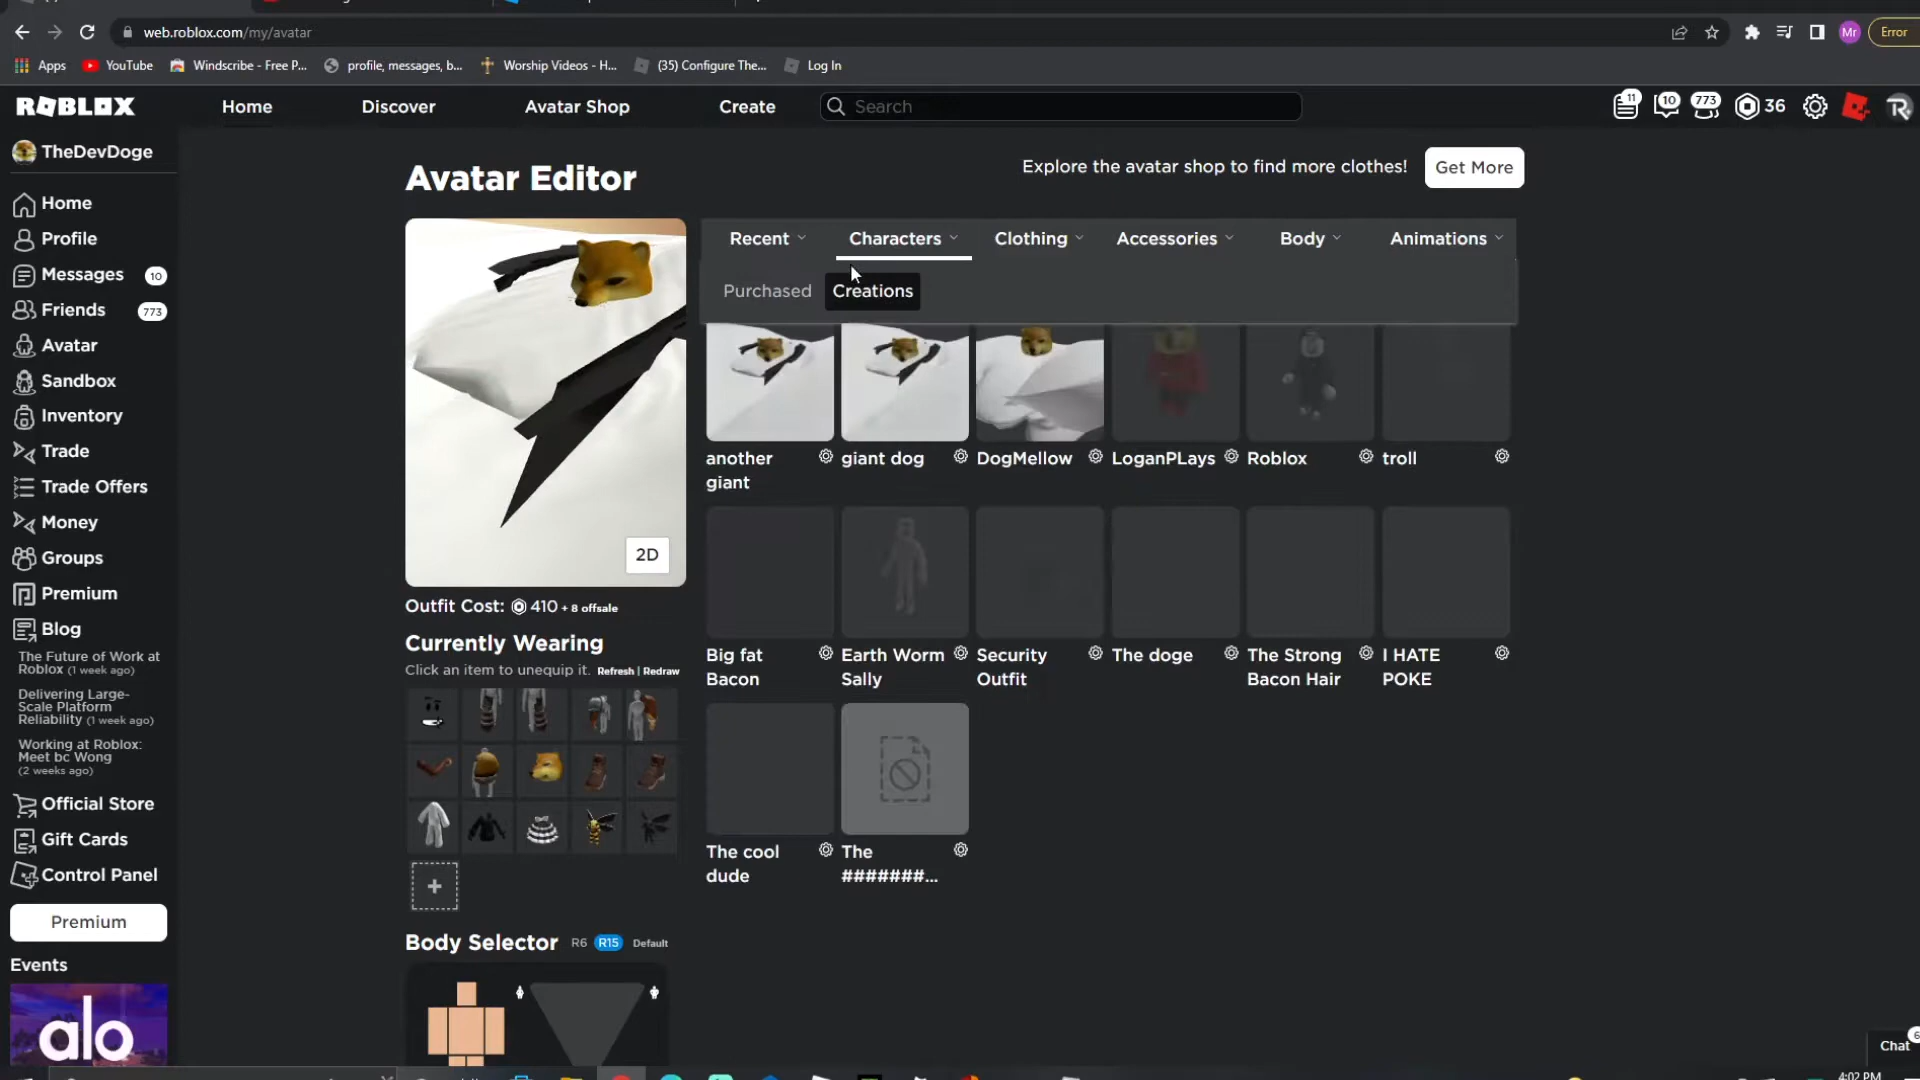 web.roblox.com/my/avatar
Mr
Error
Apps
YouTube
Windscribe - Free P...
profile, messages, b...
Worship Videos - H...
(35) Configure The...
Log In
ROBLOX
Home
Discover
Avatar Shop
Create
Search
11
10
773
36
TheDevDoge
Home
Profile
Messages
10
Friends
773
Avatar
Sandbox
Inventory
Trade
Trade Offers
Money
Groups
Premium
Blog
The Future of Work at
Roblox (1 week ago)
Delivering Large-
Scale Platform
Reliability (1 week ago)
Working at Roblox:
Meet bc Wong
(2 weeks ago)
Official Store
Gift Cards
Control Panel
Premium
Events
alo
Avatar Editor
Explore the avatar shop to find more clothes!
Get More
Recent
Characters
Clothing
Accessories
Body
Animations
Purchased
Creations
2D
Outfit Cost: 410 + 8 offsale
Currently Wearing
Click an item to unequip it. Refresh | Redraw
+
Body Selector R6 R15 Default
another
giant
giant dog
DogMellow
LoganPLays
Roblox
troll
Big fat
Bacon
Earth Worm
Sally
Security
Outfit
The doge
The Strong
Bacon Hair
I HATE
POKE
The cool
dude
The
#######...
Chat
6
4:02 PM